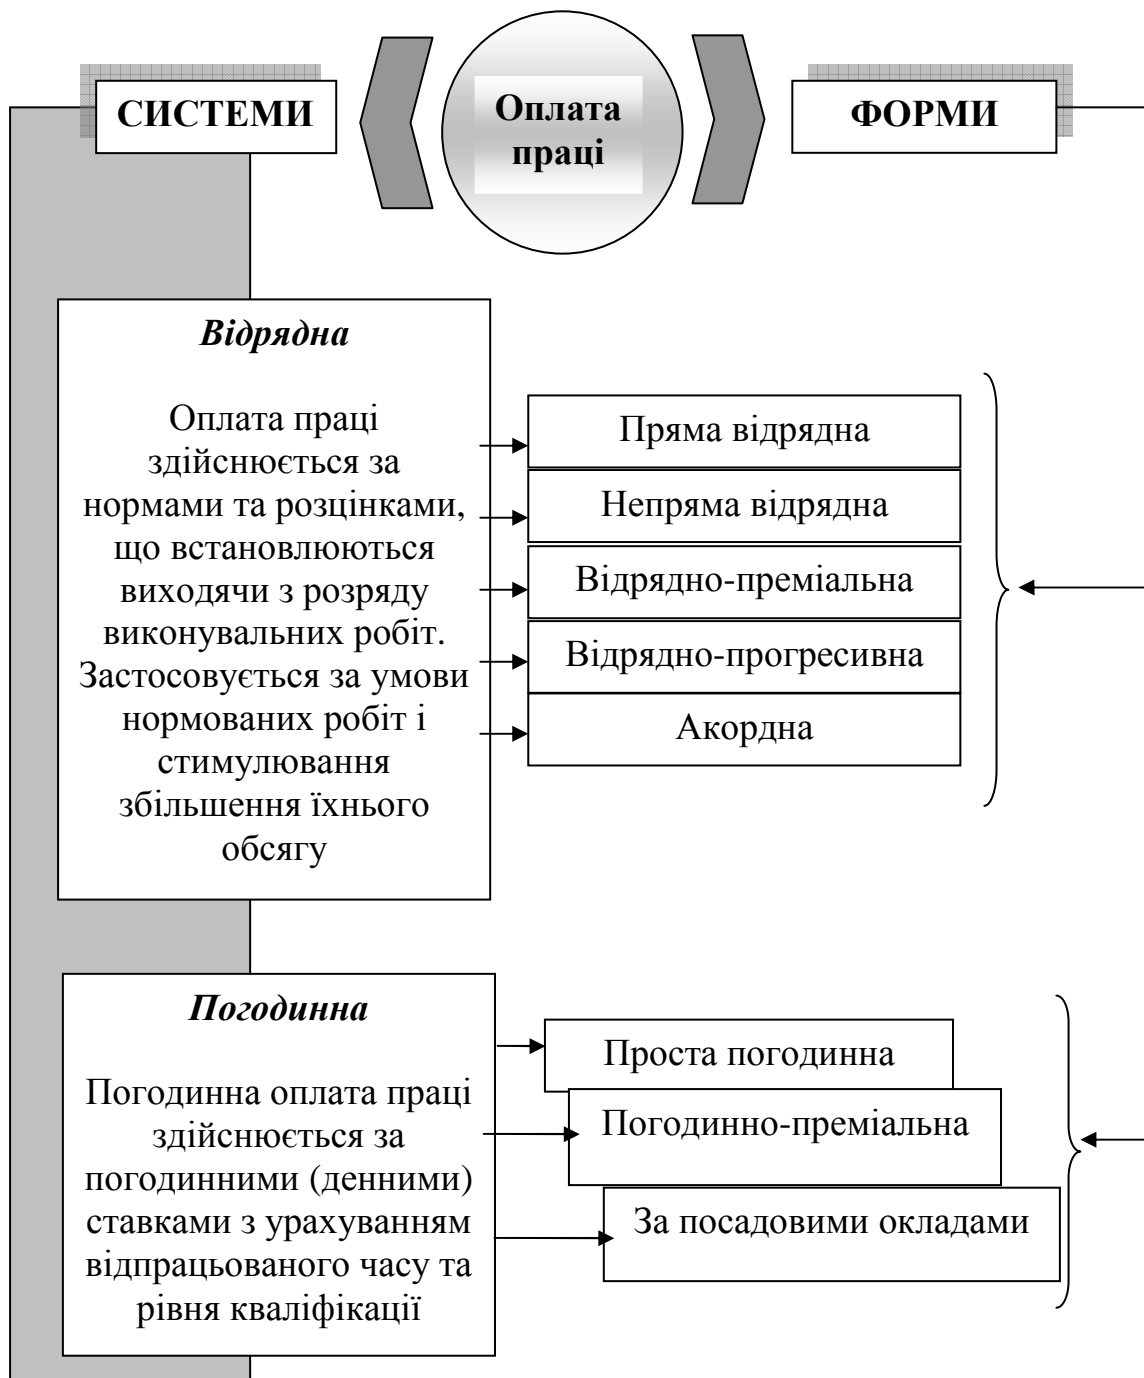 СИСТЕМИ
Оплата
праці
ФОРМИ
Відрядна
Оплата праці
здійснюється за
нормами та розцінками,
що встановлюються
виходячи з розряду
виконувальних робіт.
Застосовується за умови
нормованих робіт і
стимулювання
збільшення їхнього
обсягу
Пряма відрядна
Непряма відрядна
Відрядно-преміальна
Відрядно-прогресивна
Акордна
Погодинна
Погодинна оплата праці
здійснюється за
погодинними (денними)
ставками з урахуванням
відпрацьованого часу та
рівня кваліфікації
Проста погодинна
Погодинно-преміальна
За посадовими окладами